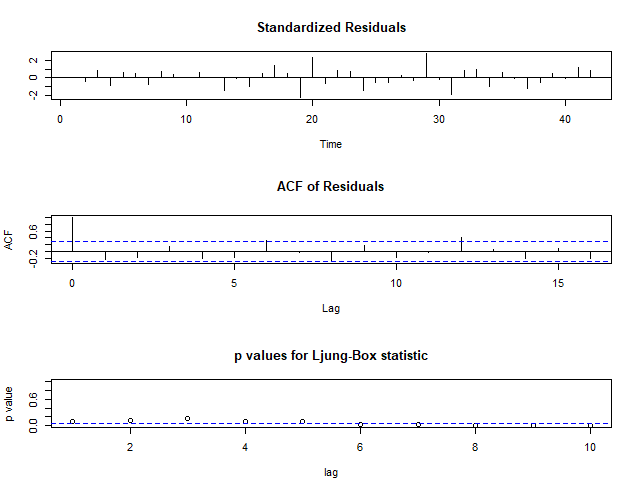 Standardized Residuals
2
0
-2
0
10
20
30
40
Time
ACF of Residuals
ACF
0.6
-0.2
0
5
10
15
Lag
p values for Ljung-Box statistic
p value
0.6
0.0
2
4
6
8
10
lag